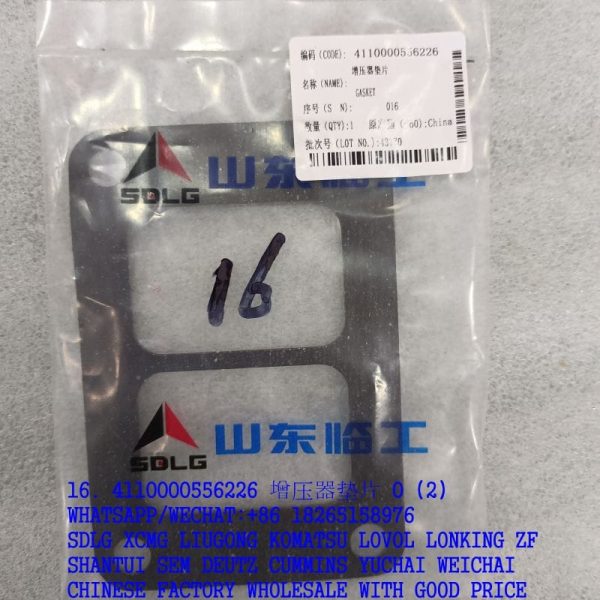 编码(CODE): 4110000556226
增压器垫片
名称(NAME):
GASKET
序号(S N): 016
数量(QTY):1 :China
批次号(LOT NO.)
SDLG 山东临工
16
SDLG 山东临工
16. 4110000556226 增压器垫片 0 (2)
WHATSAPP/WECHAT:+86 18265158976
SDLG XCMG LIUGONG KOMATSU LOVOL LONKING ZF
SHANTUI SEM DEUTZ CUMMINS YUCHAI WEICHAI
CHINESE FACTORY WHOLESALE WITH GOOD PRICE